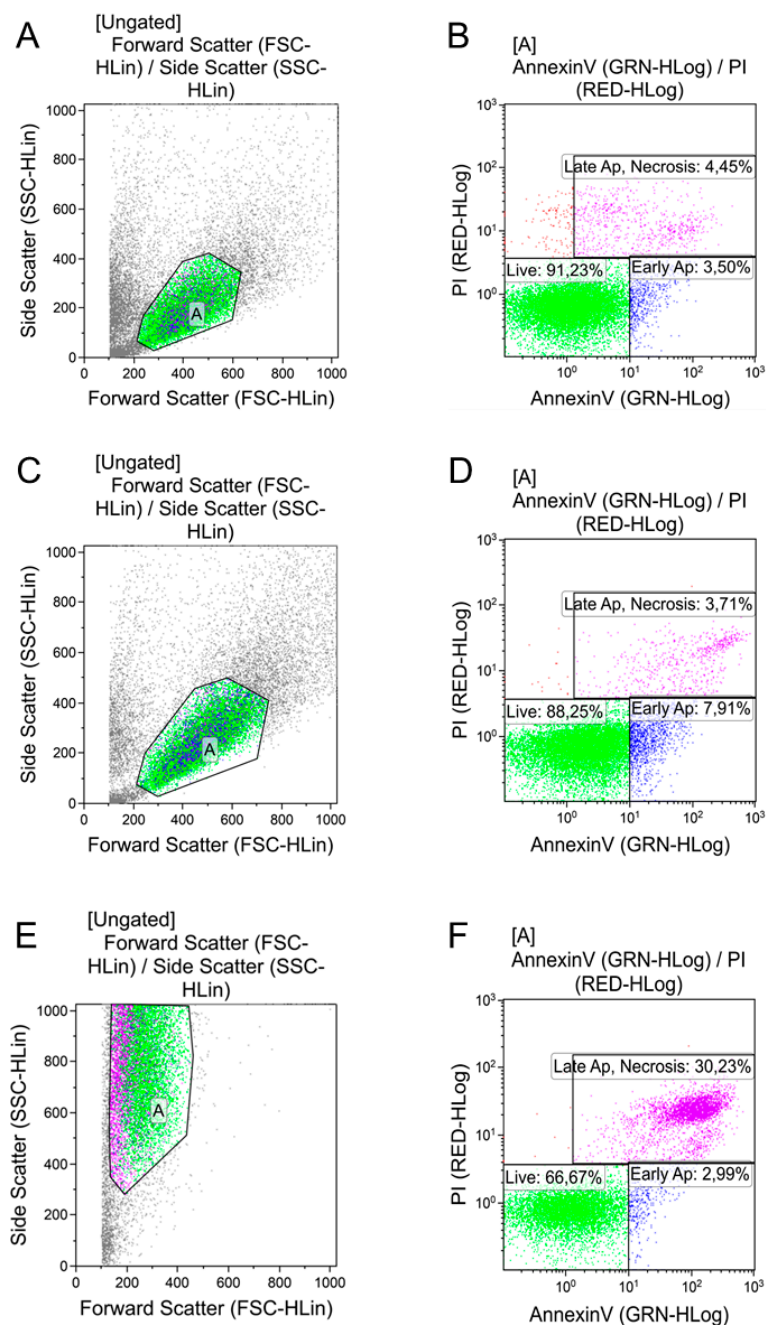 A
[Ungated]
Forward Scatter (FSC-
HLin) / Side Scatter (SSC-
HLin)
Side Scatter (SSC-HLin)
1000
800
600
400
200
0
A
0 200 400 600 800 1000
Forward Scatter (FSC-HLin)
B
[A]
AnnexinV (GRN-HLog) / PI
(RED-HLog)
PI (RED-HLog)
10³
10²
10¹
10⁰
Late Ap, Necrosis: 4,45%
Live: 91,23%
Early Ap: 3,50%
10⁰ 10¹ 10² 10³
AnnexinV (GRN-HLog)
C
[Ungated]
Forward Scatter (FSC-
HLin) / Side Scatter (SSC-
HLin)
Side Scatter (SSC-HLin)
1000
800
600
400
200
0
A
0 200 400 600 800 1000
Forward Scatter (FSC-HLin)
D
[A]
AnnexinV (GRN-HLog) / PI
(RED-HLog)
PI (RED-HLog)
10³
10²
10¹
10⁰
Late Ap, Necrosis: 3,71%
Live: 88,25%
Early Ap: 7,91%
10⁰ 10¹ 10² 10³
AnnexinV (GRN-HLog)
E
[Ungated]
Forward Scatter (FSC-
HLin) / Side Scatter (SSC-
HLin)
Side Scatter (SSC-HLin)
1000
800
600
400
200
0
A
0 200 400 600 800 1000
Forward Scatter (FSC-HLin)
F
[A]
AnnexinV (GRN-HLog) / PI
(RED-HLog)
PI (RED-HLog)
10³
10²
10¹
10⁰
Late Ap, Necrosis: 30,23%
Live: 66,67%
Early Ap: 2,99%
10⁰ 10¹ 10² 10³
AnnexinV (GRN-HLog)